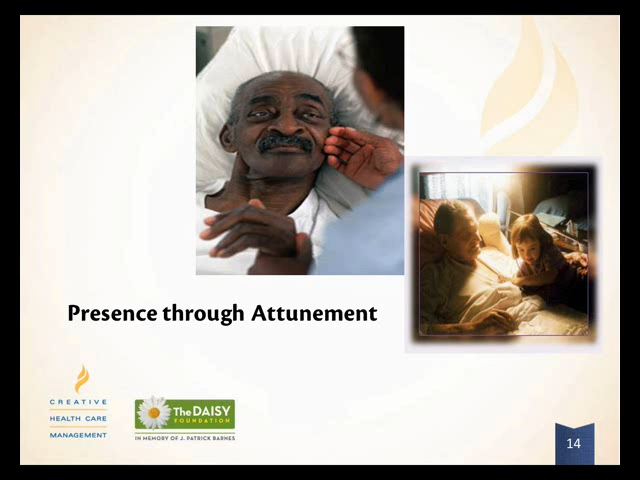 Presence through Attunement
CREATIVE
HEALTH CARE
MANAGEMENT
The DAISY
FOUNDATION
IN MEMORY OF J. PATRICK BARNES
14